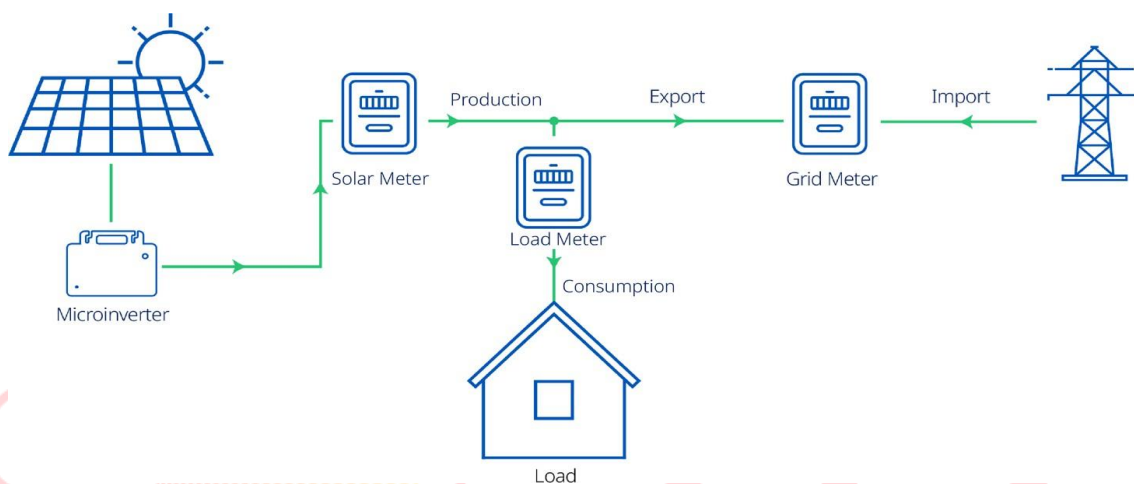 Production
Export
Import
Solar Meter
Grid Meter
Load Meter
Consumption
Microinverter
Load